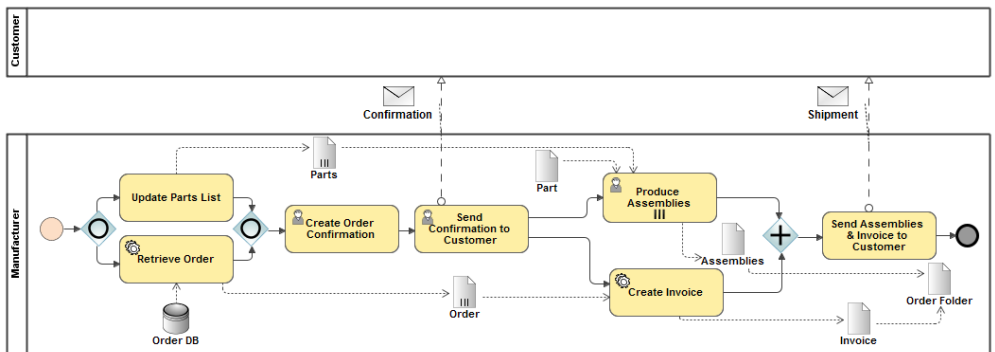 Customer
Confirmation
Shipment
Manufacturer
Parts
Part
Update Parts List
Produce
Assemblies
Create Order
Confirmation
Send
Confirmation to
Customer
Send Assemblies
& Invoice to
Customer
Retrieve Order
Assemblies
Create Invoice
Order Folder
Order
Order DB
Invoice